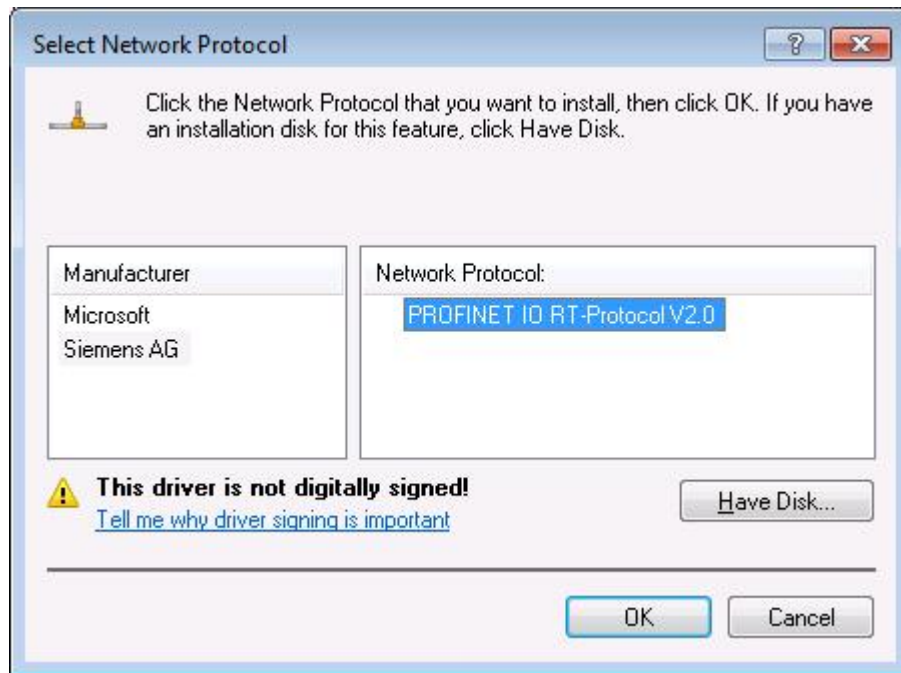 Select Network Protocol
?
Click the Network Protocol that you want to install, then click OK. If you have
an installation disk for this feature, click Have Disk.
Manufacturer
Microsoft
Siemens AG
Network Protocol:
PROFINET IO RT-Protocol V2.0
This driver is not digitally signed!
Tell me why driver signing is important
Have Disk...
OK
Cancel